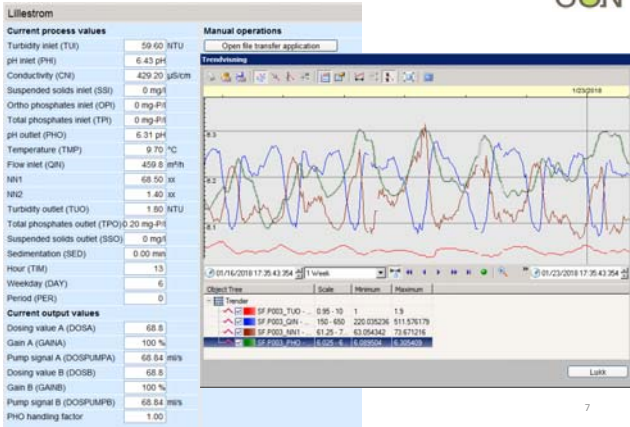 Lillestrom
Current process values
Turbidity inlet (TUI) 59.60 NTU
pH inlet (PHI) 6.43 pH
Conductivity (CNI) 429.20 µS/cm
Suspended solids inlet (SSI) 0 mg/l
Ortho phosphates inlet (OPI) 0 mg-P/l
Total phosphates inlet (TPI) 0 mg-P/l
pH outlet (PHO) 6.31 pH
Temperature (TMP) 9.70 °C
Flow inlet (QIN) 459.8 m³/h
NN1 68.50 xx
NN2 1.40 xx
Turbidity outlet (TUO) 1.60 NTU
Total phosphates outlet (TPO) 0.20 mg-P/l
Suspended solids outlet (SSO) 0 mg/l
Sedimentation (SED) 0.00 min
Hour (TIM) 13
Weekday (DAY) 6
Period (PER) 0
Current output values
Dosing value A (DOSA) 68.8
Gain A (GAINA) 100 %
Pump signal A (DOSPUMPA) 68.84 ml/s
Dosing value B (DOSB) 68.8
Gain B (GAINB) 100 %
Pump signal B (DOSPUMPB) 68.84 ml/s
PHO handling factor 1.00
Manual operations
Open file transfer application
Trendvisning
1/23/2018
6.3
6.2
6.1
01/16/2018 17:35:43.354 1 Week 01/23/2018 17:35:43.354
Object Tree Scale Minimum Maximum
Trender
SF.P003_TUO - ... 0.95 - 10 1 1.9
SF.P003_QIN - ... 150 - 650 220.035236 511.576179
SF.P003_NN1 - ... 61.25 - 7... 63.054342 73.671216
SF.P003_PHO - ... 6.025 - 6... 6.089504 6.305409
Lukk
7